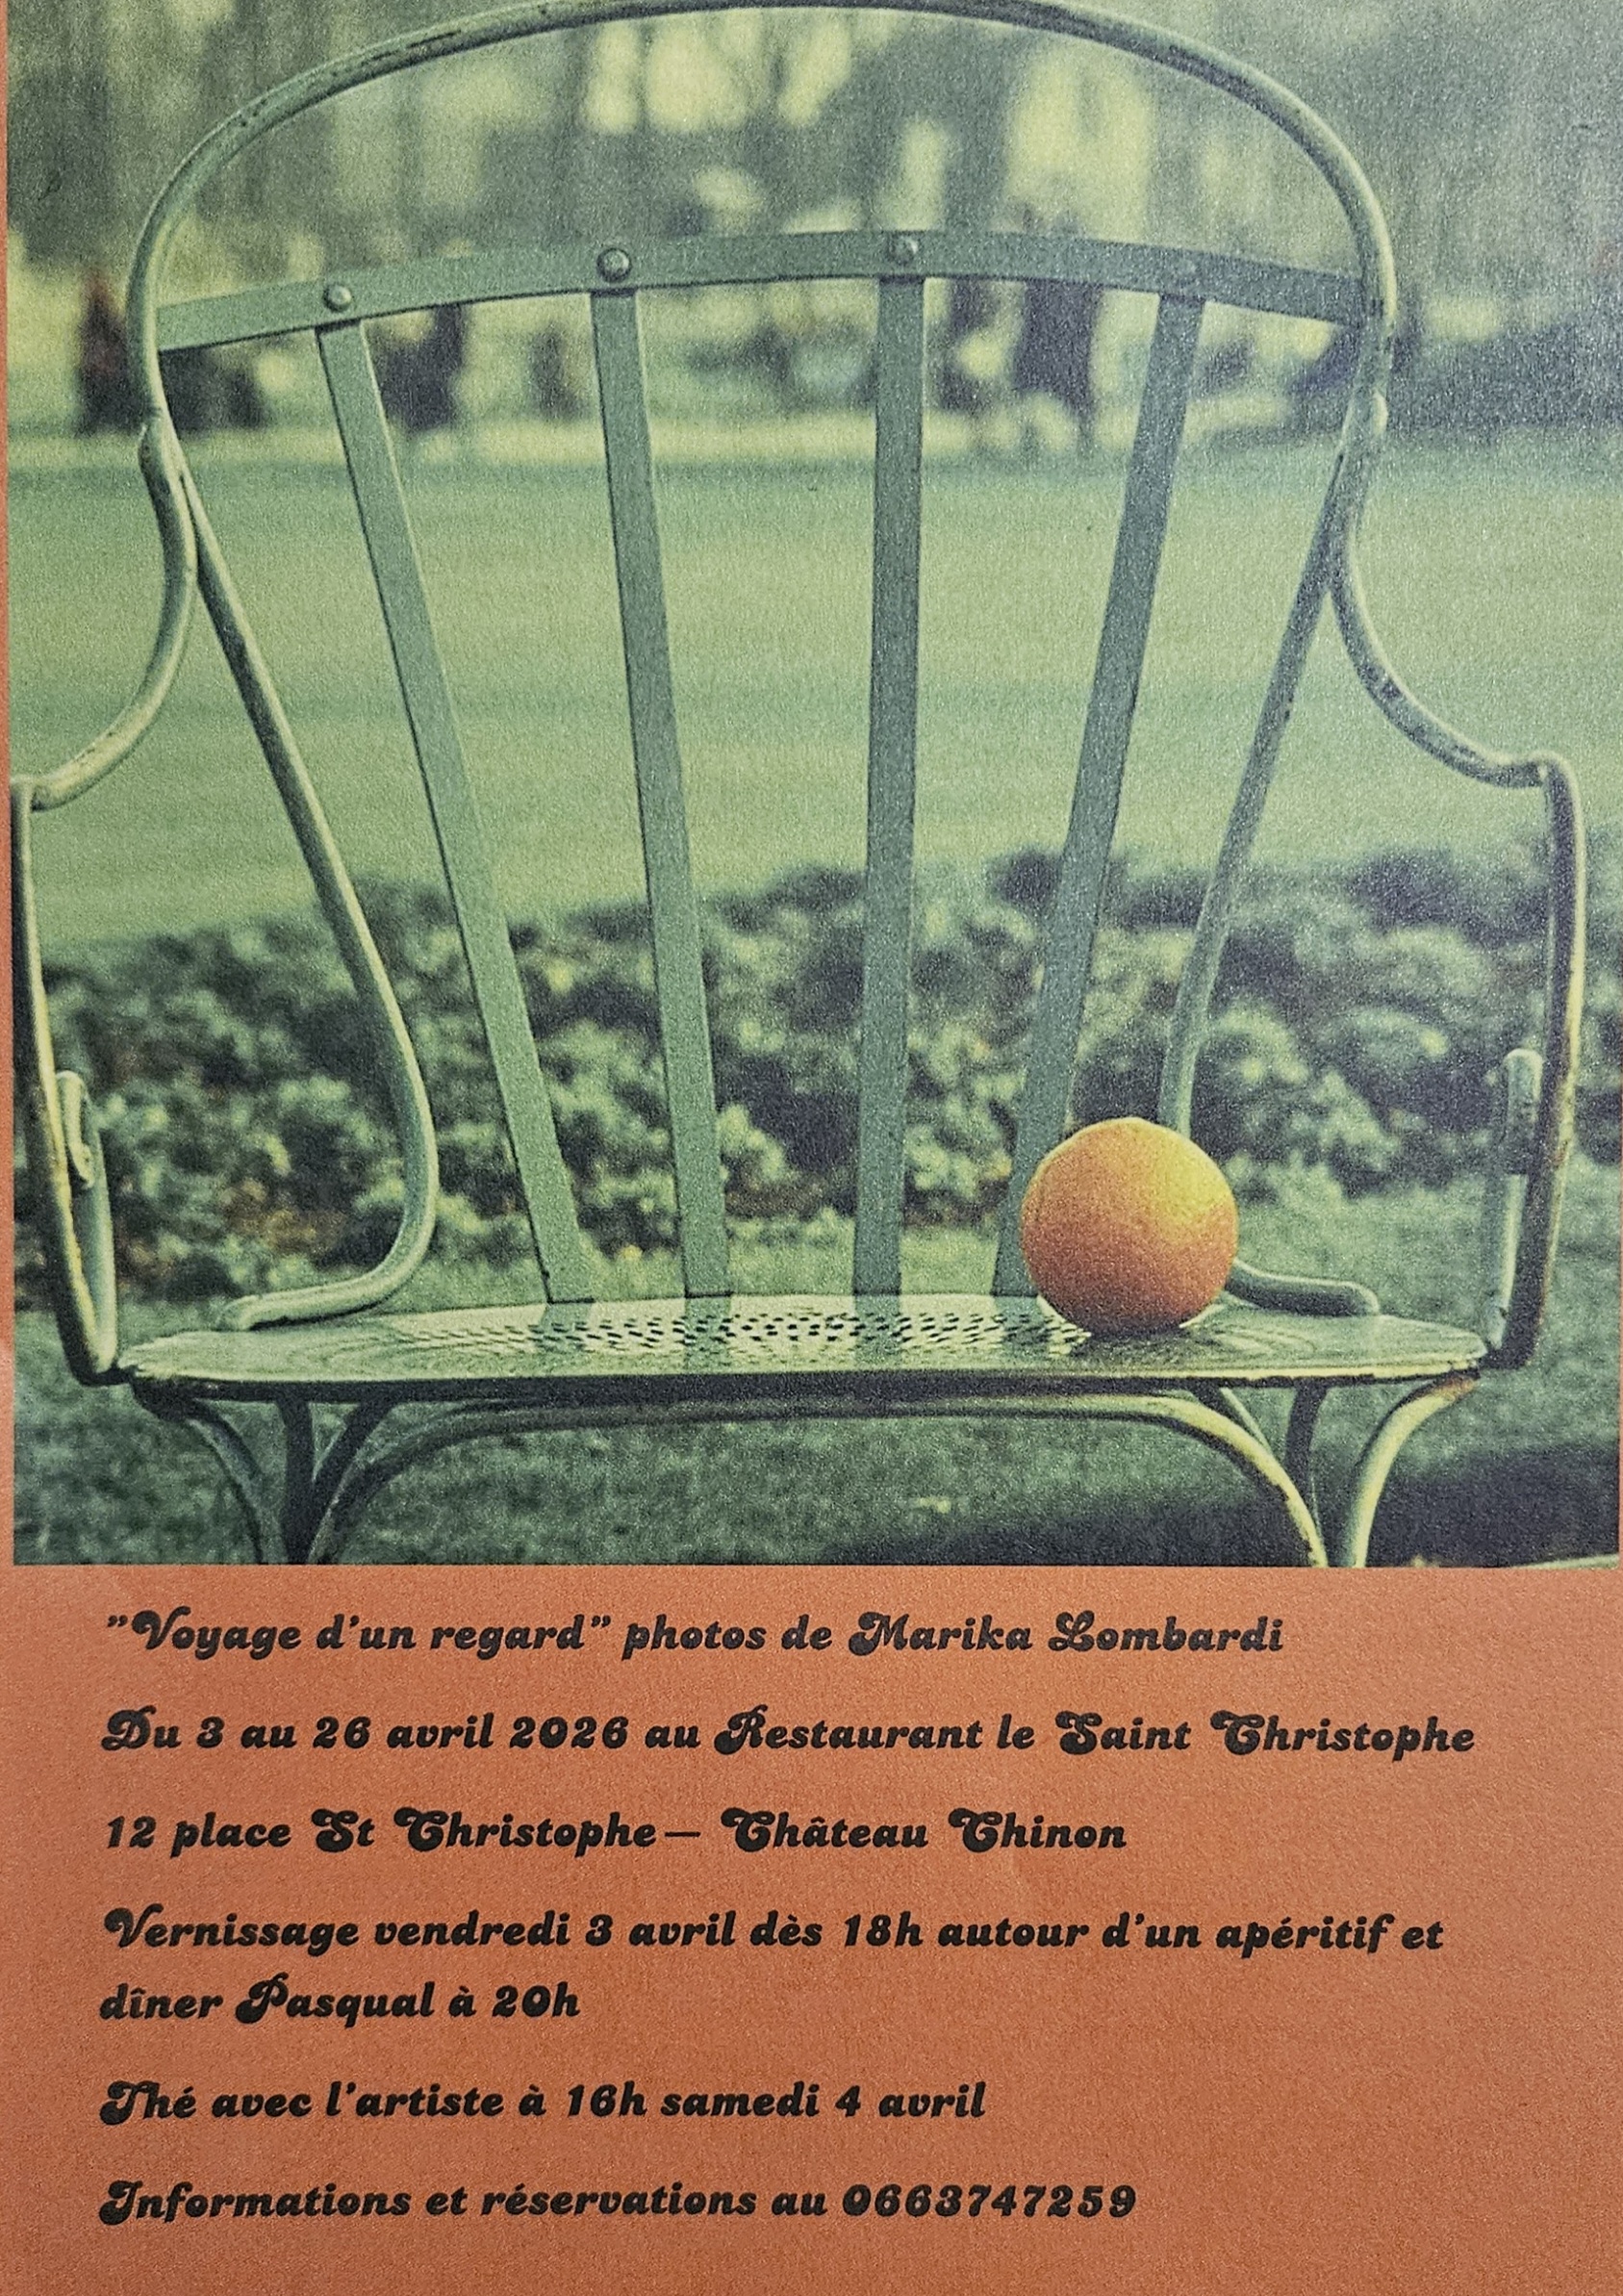 "Voyage d'un regard" photos de Marika Lombardi
Du 3 au 26 avril 2026 au Restaurant le Saint Christophe
12 place St Christophe – Château Chinon
Vernissage vendredi 3 avril dès 18h autour d'un apéritif et
dîner Pasqual à 20h
Thé avec l'artiste à 16h samedi 4 avril
Informations et réservations au 0663747259